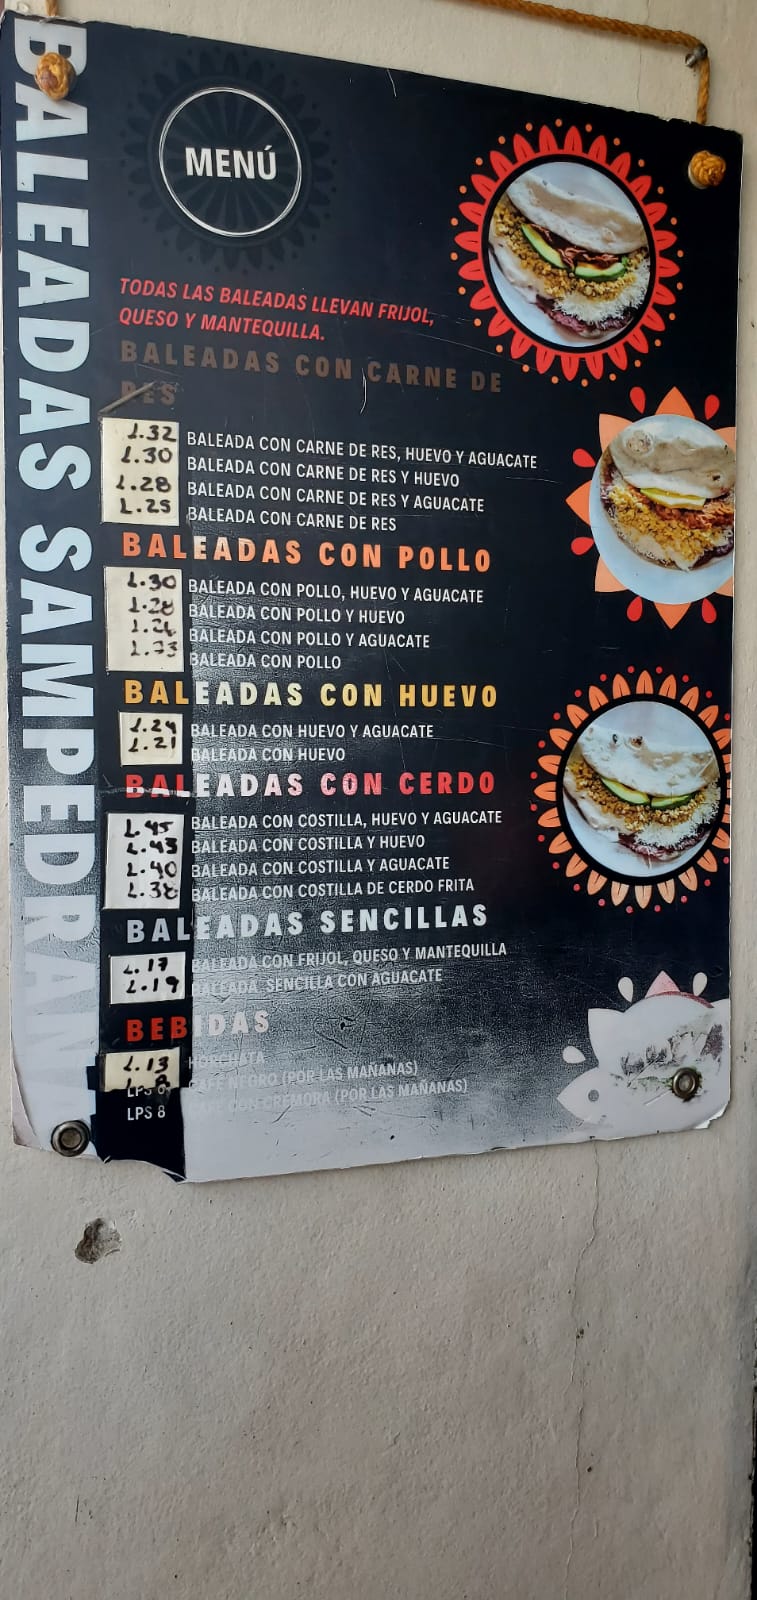 BALEADAS SAMPEDRANA
MENÚ
TODAS LAS BALEADAS LLEVAN FRIJOL,
QUESO Y MANTEQUILLA.
BALEADAS CON CARNE DE
RES
L.32 BALEADA CON CARNE DE RES, HUEVO Y AGUACATE
L.30 BALEADA CON CARNE DE RES Y HUEVO
L.28 BALEADA CON CARNE DE RES Y AGUACATE
L.25 BALEADA CON CARNE DE RES
BALEADAS CON POLLO
L.30 BALEADA CON POLLO, HUEVO Y AGUACATE
L.28 BALEADA CON POLLO Y HUEVO
L.26 BALEADA CON POLLO Y AGUACATE
L.23 BALEADA CON POLLO
BALEADAS CON HUEVO
L.24 BALEADA CON HUEVO Y AGUACATE
L.21 BALEADA CON HUEVO
BALEADAS CON CERDO
L.45 BALEADA CON COSTILLA, HUEVO Y AGUACATE
L.43 BALEADA CON COSTILLA Y HUEVO
L.40 BALEADA CON COSTILLA Y AGUACATE
L.38 BALEADA CON COSTILLA DE CERDO FRITA
BALEADAS SENCILLAS
L.17 BALEADA CON FRIJOL, QUESO Y MANTEQUILLA
L.19 BALEADA SENCILLA CON AGUACATE
BEBIDAS
L.13 HORCHATA
CAFE NEGRO (POR LAS MAÑANAS)
LPS 8 CAFE CON CREMORA (POR LAS MAÑANAS)